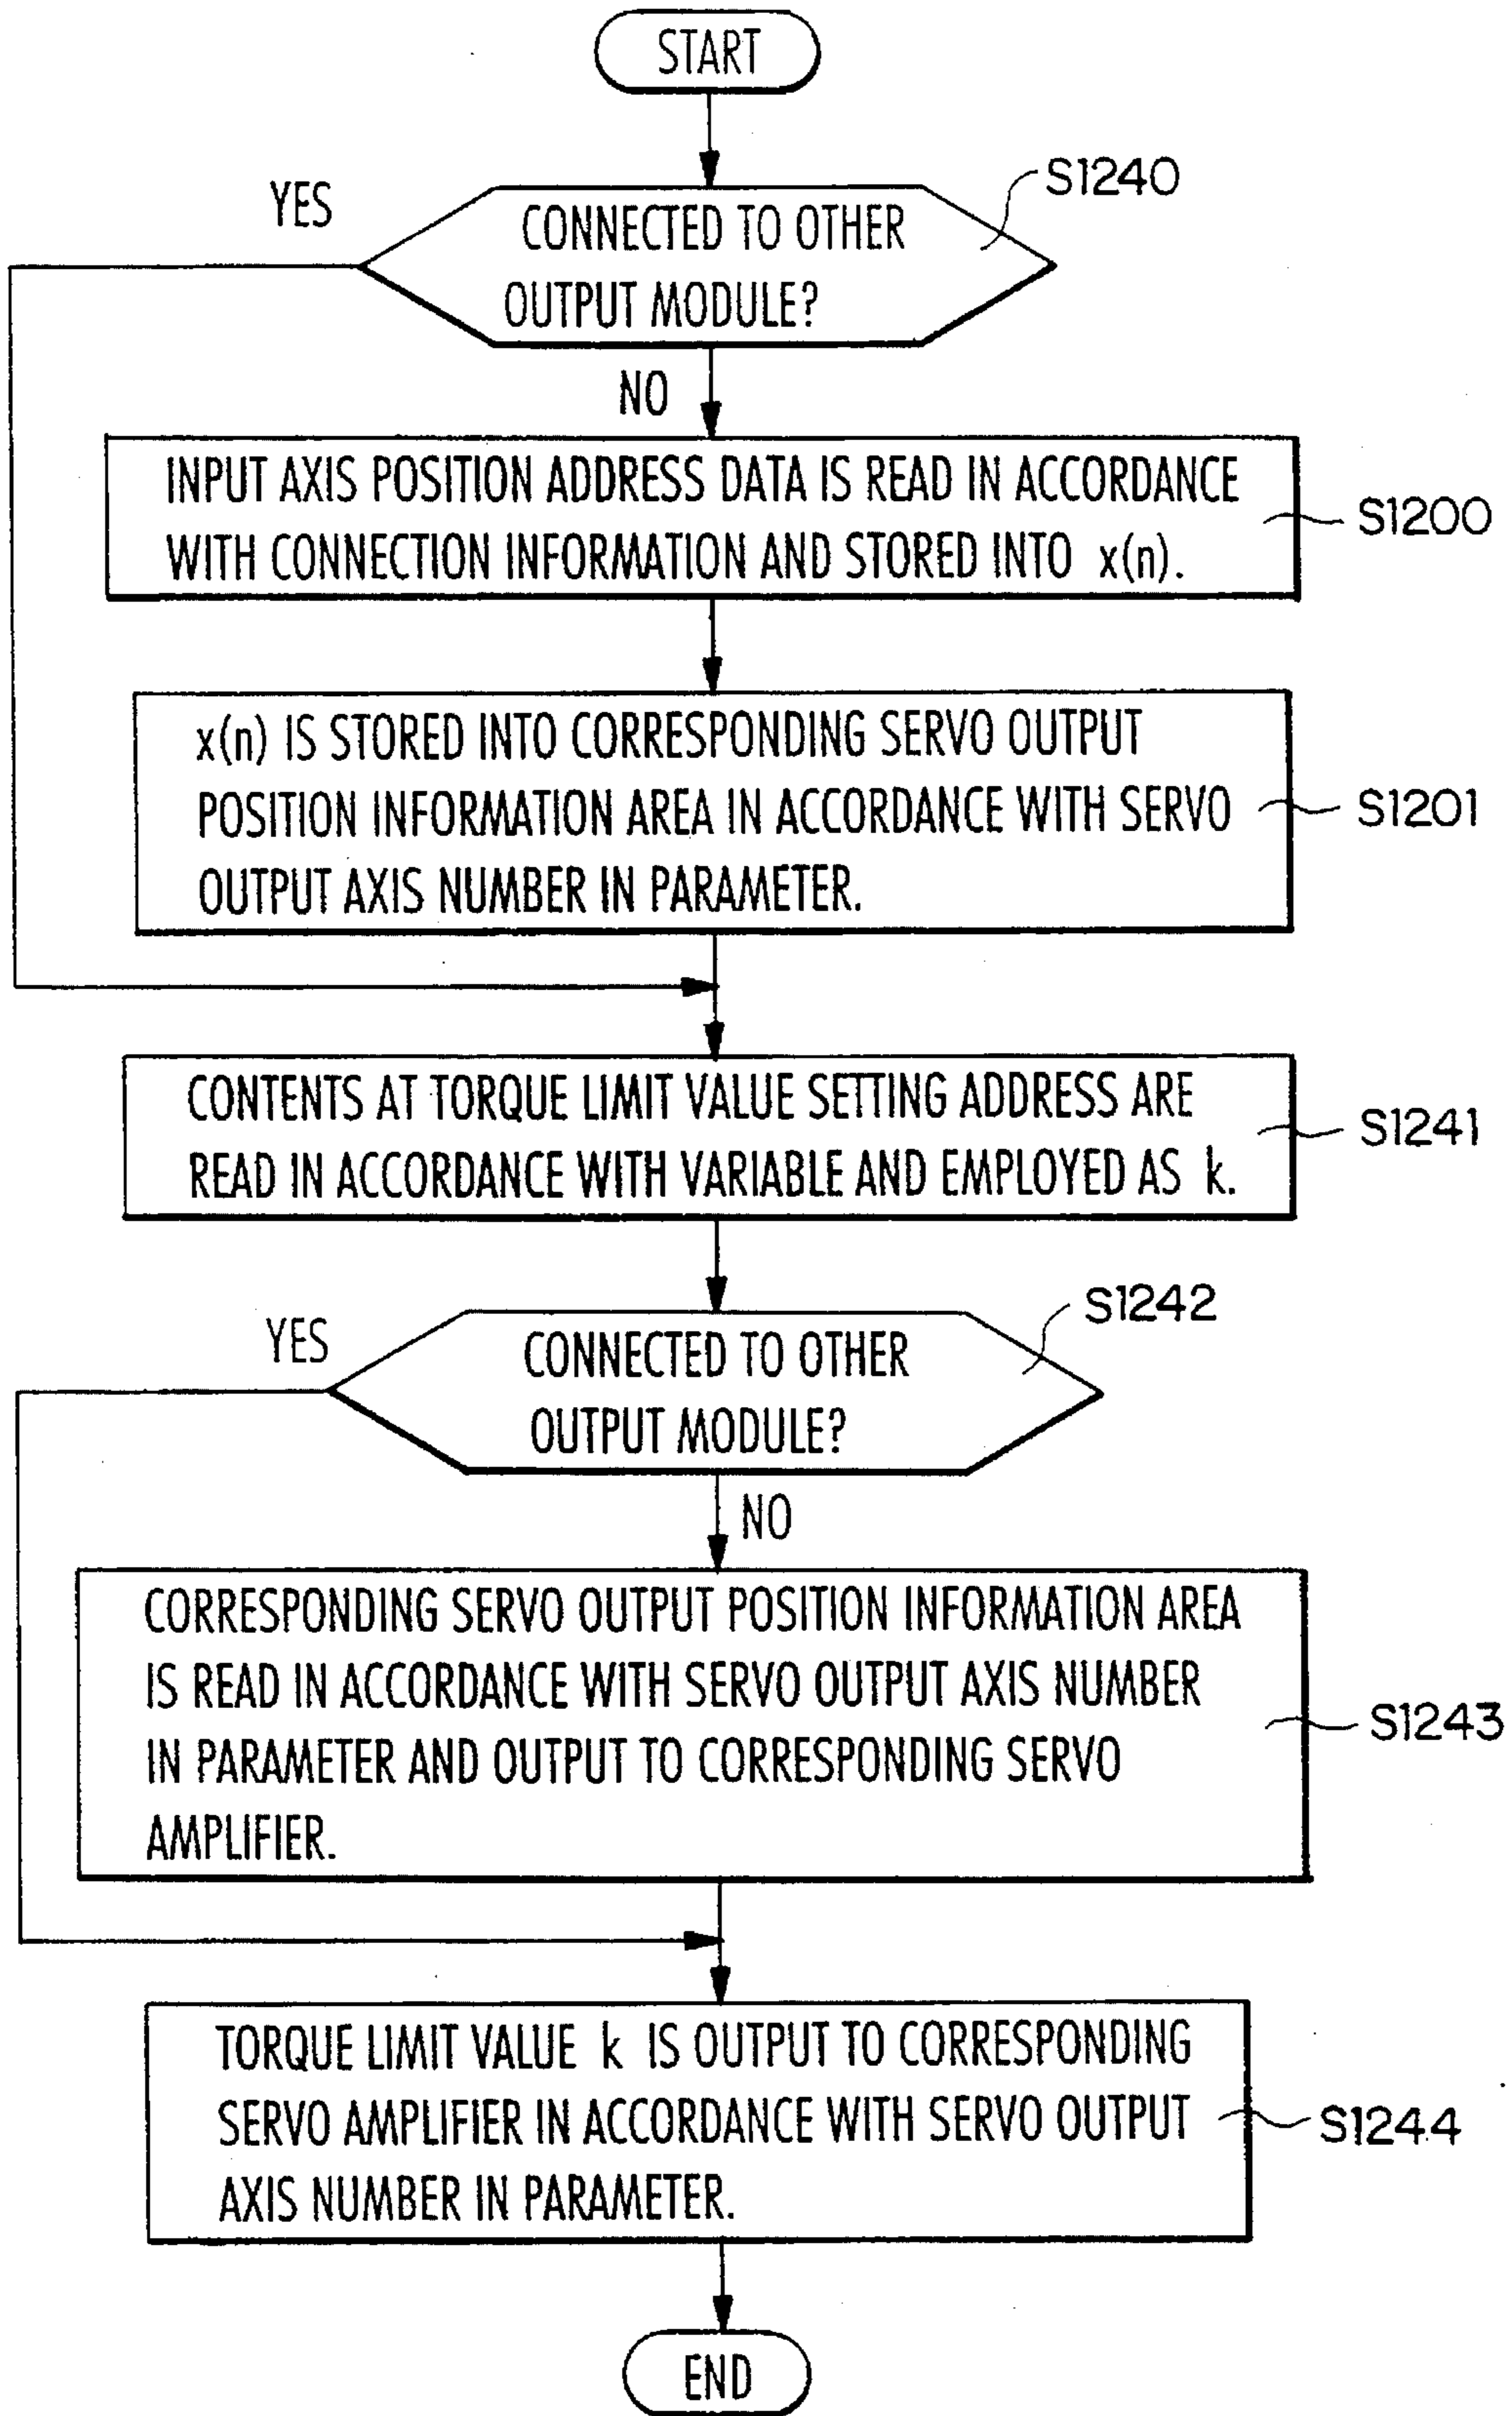 START
S1240
YES
CONNECTED TO OTHER
OUTPUT MODULE?
NO
INPUT AXIS POSITION ADDRESS DATA IS READ IN ACCORDANCE
WITH CONNECTION INFORMATION AND STORED INTO x(n).
S1200
x(n) IS STORED INTO CORRESPONDING SERVO OUTPUT
POSITION INFORMATION AREA IN ACCORDANCE WITH SERVO
OUTPUT AXIS NUMBER IN PARAMETER.
S1201
CONTENTS AT TORQUE LIMIT VALUE SETTING ADDRESS ARE
READ IN ACCORDANCE WITH VARIABLE AND EMPLOYED AS k.
S1241
S1242
YES
CONNECTED TO OTHER
OUTPUT MODULE?
NO
CORRESPONDING SERVO OUTPUT POSITION INFORMATION AREA
IS READ IN ACCORDANCE WITH SERVO OUTPUT AXIS NUMBER
IN PARAMETER AND OUTPUT TO CORRESPONDING SERVO
AMPLIFIER.
S1243
TORQUE LIMIT VALUE k IS OUTPUT TO CORRESPONDING
SERVO AMPLIFIER IN ACCORDANCE WITH SERVO OUTPUT
AXIS NUMBER IN PARAMETER.
S1244
END